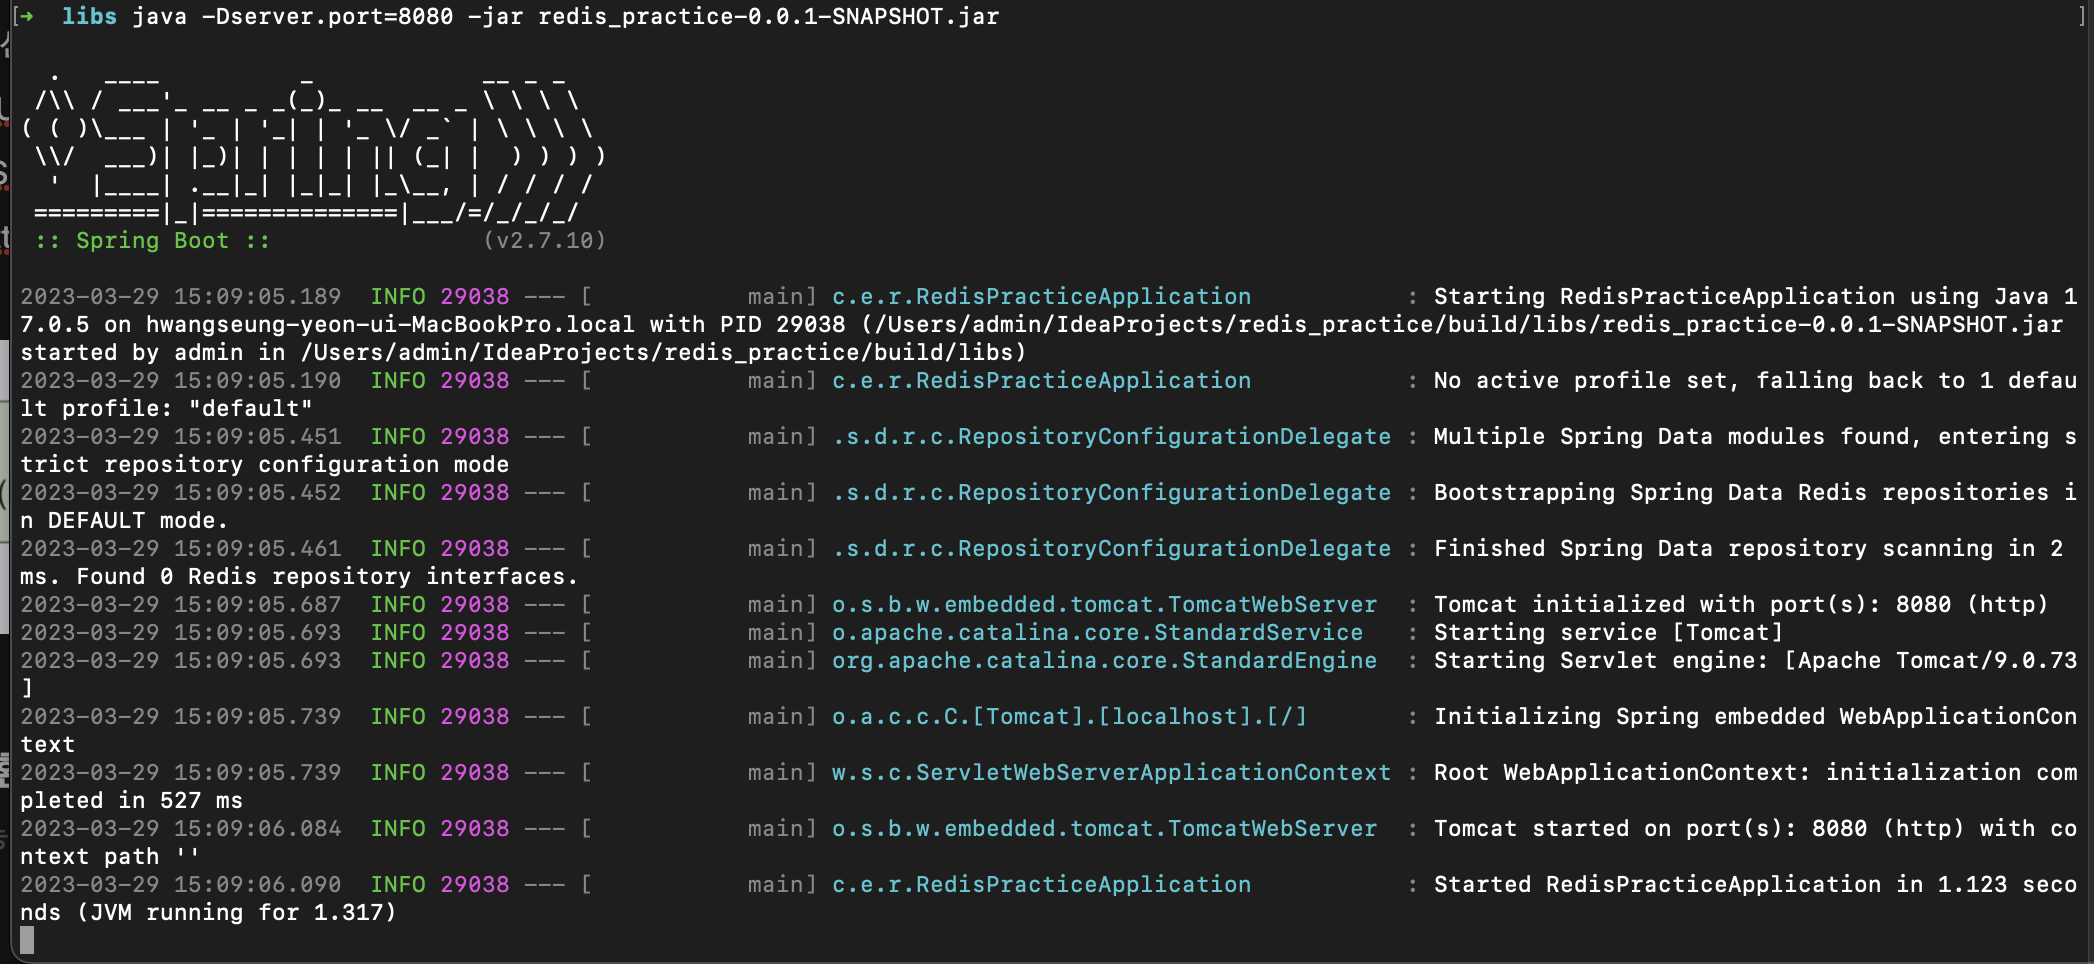 [➜  libs java -Dserver.port=8080 -jar redis_practice-0.0.1-SNAPSHOT.jar ]
  .   ____          _            __ _ _
 /\\ / ___'_ __ _ _(_)_ __  __ _ \ \ \ \
( ( )\___ | '_ | '_| | '_ \/ _` | \ \ \ \
 \\/  ___)| |_)| | | | | || (_| |  ) ) ) )
  '  |____| .__|_| |_|_| |_\__, | / / / /
 =========|_|==============|___/=/_/_/_/
 :: Spring Boot ::               (v2.7.10)
2023-03-29 15:09:05.189  INFO 29038 --- [           main] c.e.r.RedisPracticeApplication           : Starting RedisPracticeApplication using Java 1
7.0.5 on hwangseung-yeon-ui-MacBookPro.local with PID 29038 (/Users/admin/IdeaProjects/redis_practice/build/libs/redis_practice-0.0.1-SNAPSHOT.jar
started by admin in /Users/admin/IdeaProjects/redis_practice/build/libs)
2023-03-29 15:09:05.190  INFO 29038 --- [           main] c.e.r.RedisPracticeApplication           : No active profile set, falling back to 1 defau
lt profile: "default"
2023-03-29 15:09:05.451  INFO 29038 --- [           main] .s.d.r.c.RepositoryConfigurationDelegate : Multiple Spring Data modules found, entering s
trict repository configuration mode
2023-03-29 15:09:05.452  INFO 29038 --- [           main] .s.d.r.c.RepositoryConfigurationDelegate : Bootstrapping Spring Data Redis repositories i
n DEFAULT mode.
2023-03-29 15:09:05.461  INFO 29038 --- [           main] .s.d.r.c.RepositoryConfigurationDelegate : Finished Spring Data repository scanning in 2
ms. Found 0 Redis repository interfaces.
2023-03-29 15:09:05.687  INFO 29038 --- [           main] o.s.b.w.embedded.tomcat.TomcatWebServer  : Tomcat initialized with port(s): 8080 (http)
2023-03-29 15:09:05.693  INFO 29038 --- [           main] o.apache.catalina.core.StandardService   : Starting service [Tomcat]
2023-03-29 15:09:05.693  INFO 29038 --- [           main] org.apache.catalina.core.StandardEngine  : Starting Servlet engine: [Apache Tomcat/9.0.73
]
2023-03-29 15:09:05.739  INFO 29038 --- [           main] o.a.c.c.C.[Tomcat].[localhost].[/]       : Initializing Spring embedded WebApplicationCon
text
2023-03-29 15:09:05.739  INFO 29038 --- [           main] w.s.c.ServletWebServerApplicationContext : Root WebApplicationContext: initialization com
pleted in 527 ms
2023-03-29 15:09:06.084  INFO 29038 --- [           main] o.s.b.w.embedded.tomcat.TomcatWebServer  : Tomcat started on port(s): 8080 (http) with co
ntext path ''
2023-03-29 15:09:06.090  INFO 29038 --- [           main] c.e.r.RedisPracticeApplication           : Started RedisPracticeApplication in 1.123 seco
nds (JVM running for 1.317)